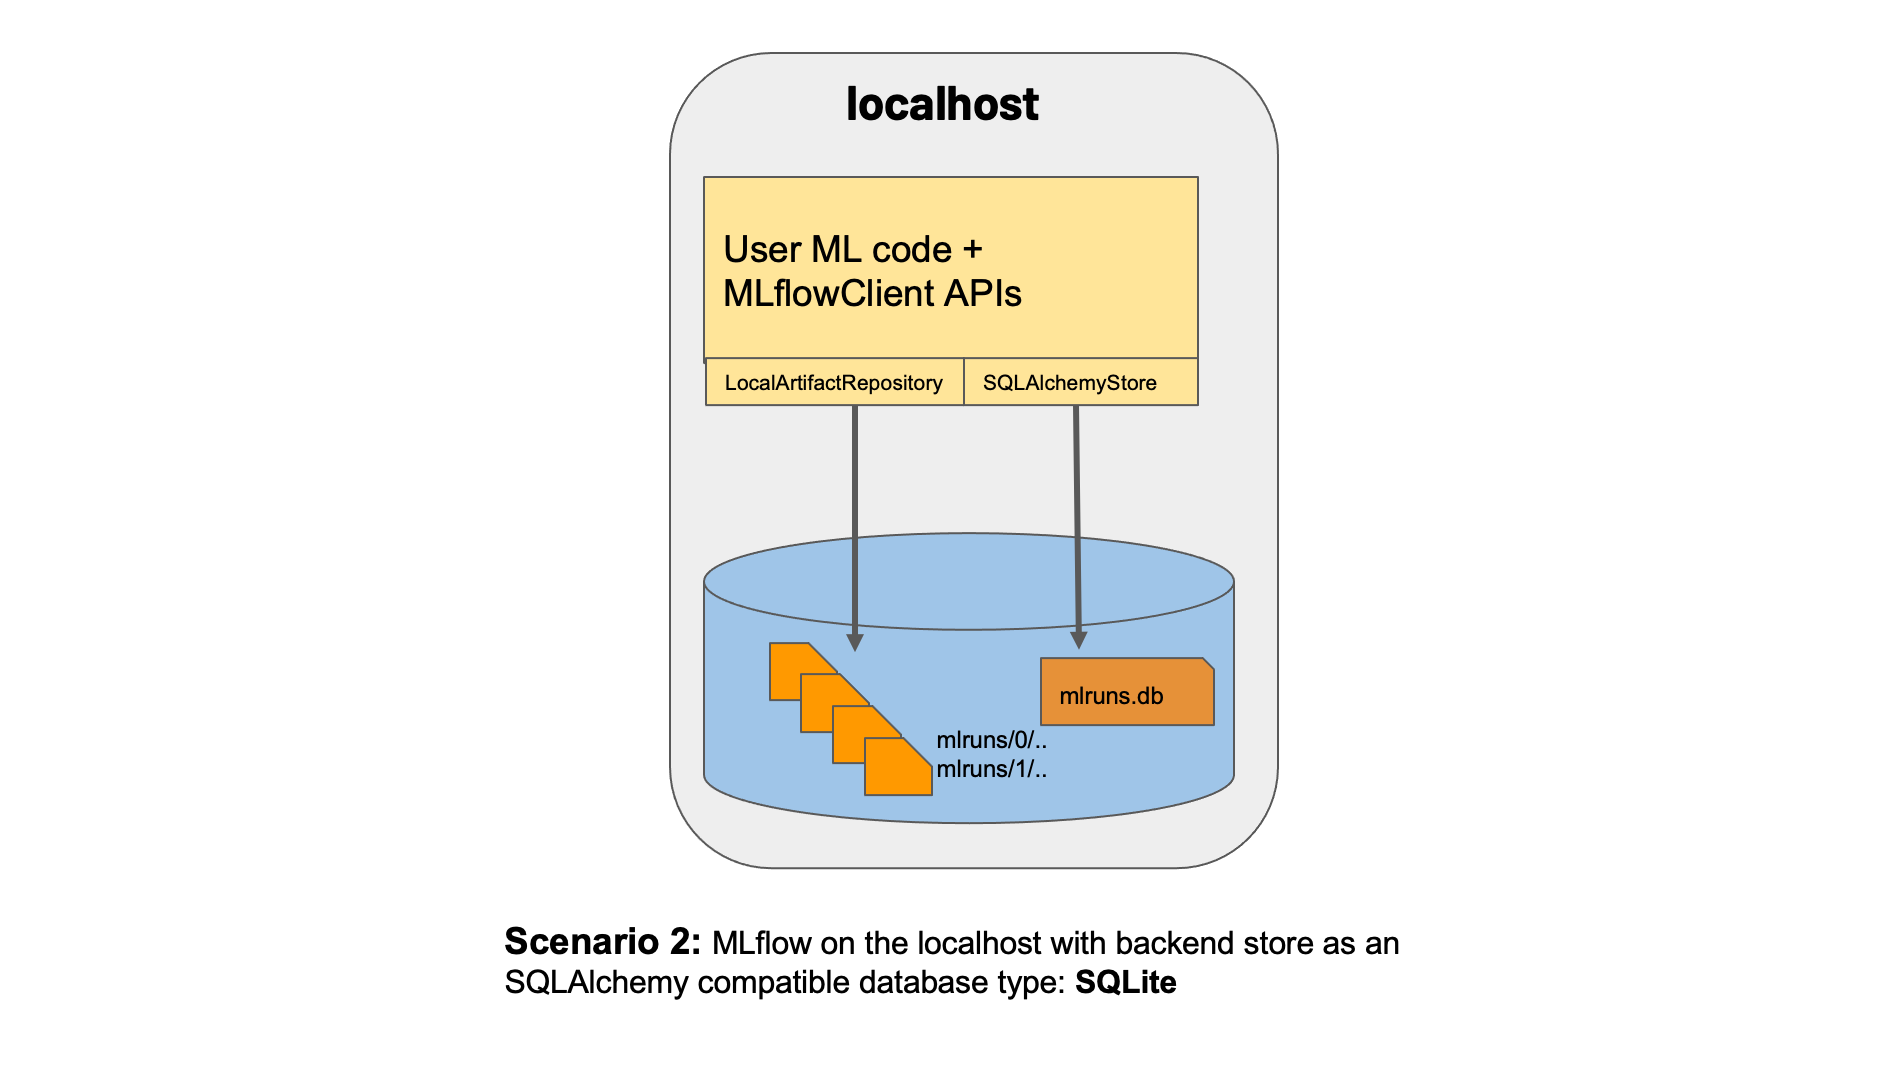 localhost
User ML code +
MLflowClient APIs
LocalArtifactRepository
SQLAlchemyStore
mlruns.db
mlruns/0/..
mlruns/1/..
Scenario 2: MLflow on the localhost with backend store as an
SQLAlchemy compatible database type: SQLite